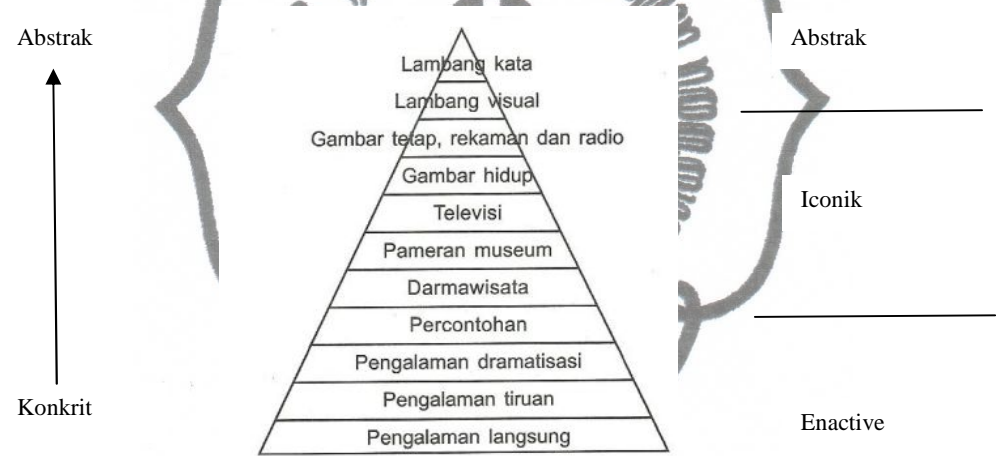 Abstrak
Abstrak
Lambang kata
Lambang visual
Gambar tetap, rekaman dan radio
Gambar hidup
Iconik
Televisi
Pameran museum
Darmawisata
Percontohan
Pengalaman dramatisasi
Pengalaman tiruan
Konkrit
Enactive
Pengalaman langsung